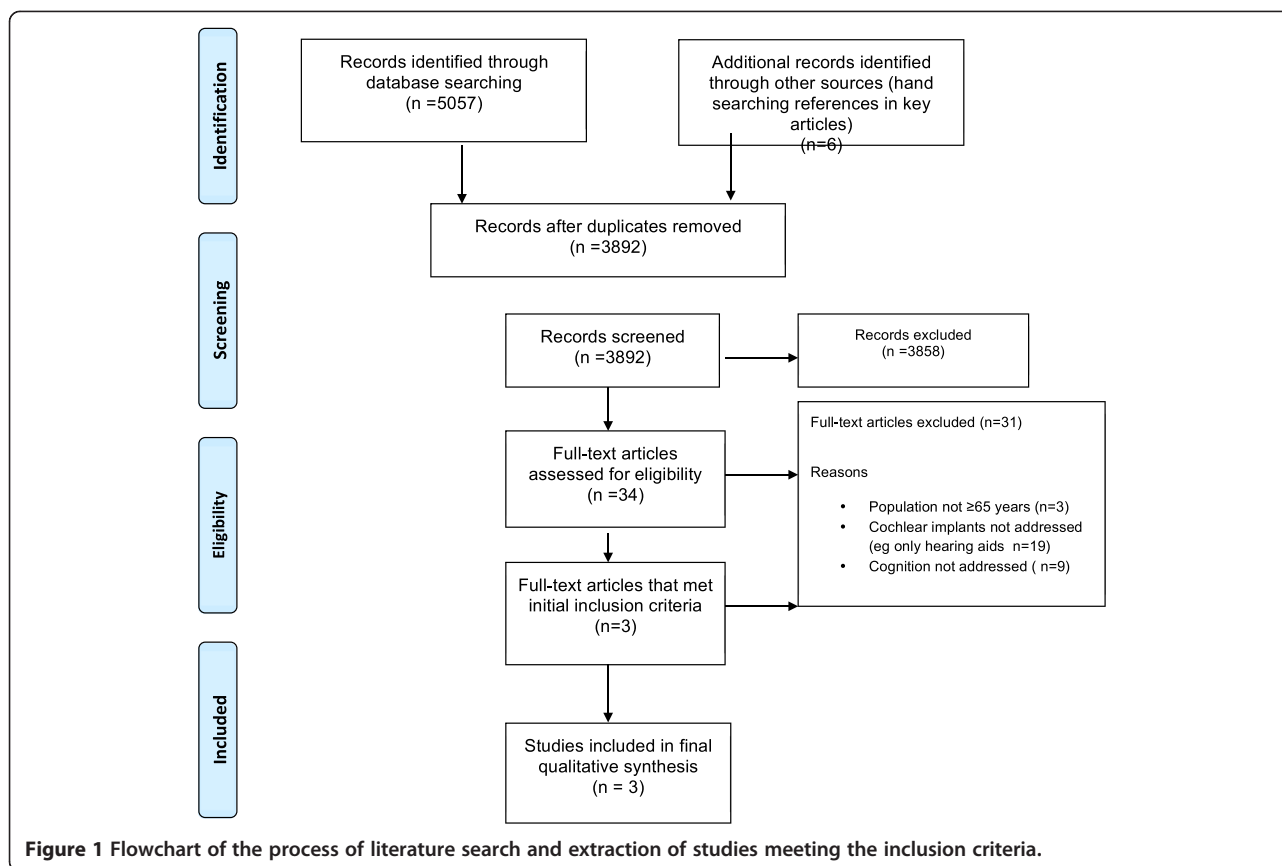 Identification
Records identified through
database searching
(n =5057)
Additional records identified
through other sources (hand
searching references in key
articles)
(n=6)
Records after duplicates removed
(n =3892)
Screening
Records screened
(n =3892)
Records excluded
(n =3858)
Eligibility
Full-text articles
assessed for eligibility
(n =34)
Full-text articles excluded (n=31)
Reasons
• Population not ≥65 years (n=3)
• Cochlear implants not addressed
(eg only hearing aids n=19)
• Cognition not addressed ( n=9)
Full-text articles that met
initial inclusion criteria
(n=3)
Included
Studies included in final
qualitative synthesis
(n = 3)
Figure 1 Flowchart of the process of literature search and extraction of studies meeting the inclusion criteria.